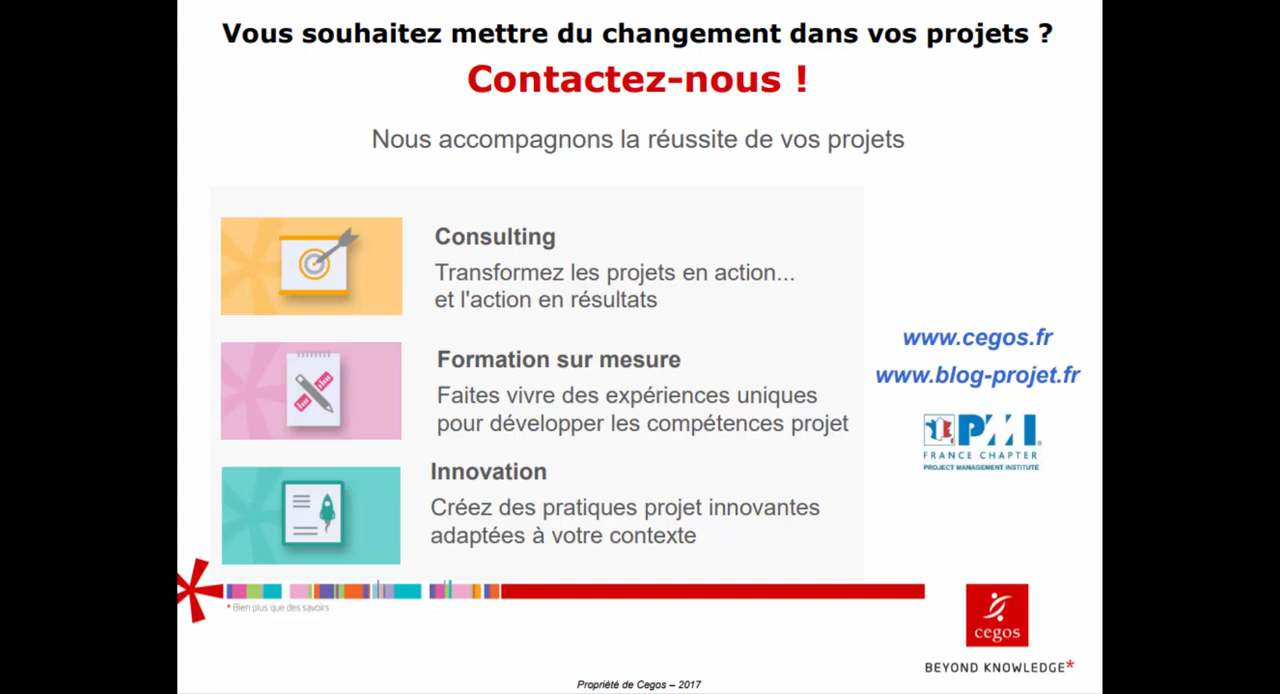 Vous souhaitez mettre du changement dans vos projets ?
Contactez-nous !
Nous accompagnons la réussite de vos projets
Consulting
Transformez les projets en action...
et l'action en résultats
Formation sur mesure
Faites vivre des expériences uniques
pour développer les compétences projet
Innovation
Créez des pratiques projet innovantes
adaptées à votre contexte
www.cegos.fr
www.blog-projet.fr
PMI
FRANCE CHAPTER
PROJECT MANAGEMENT INSTITUTE
* Bien plus que des savoirs
cegos
BEYOND KNOWLEDGE*
Propriété de Cegos – 2017